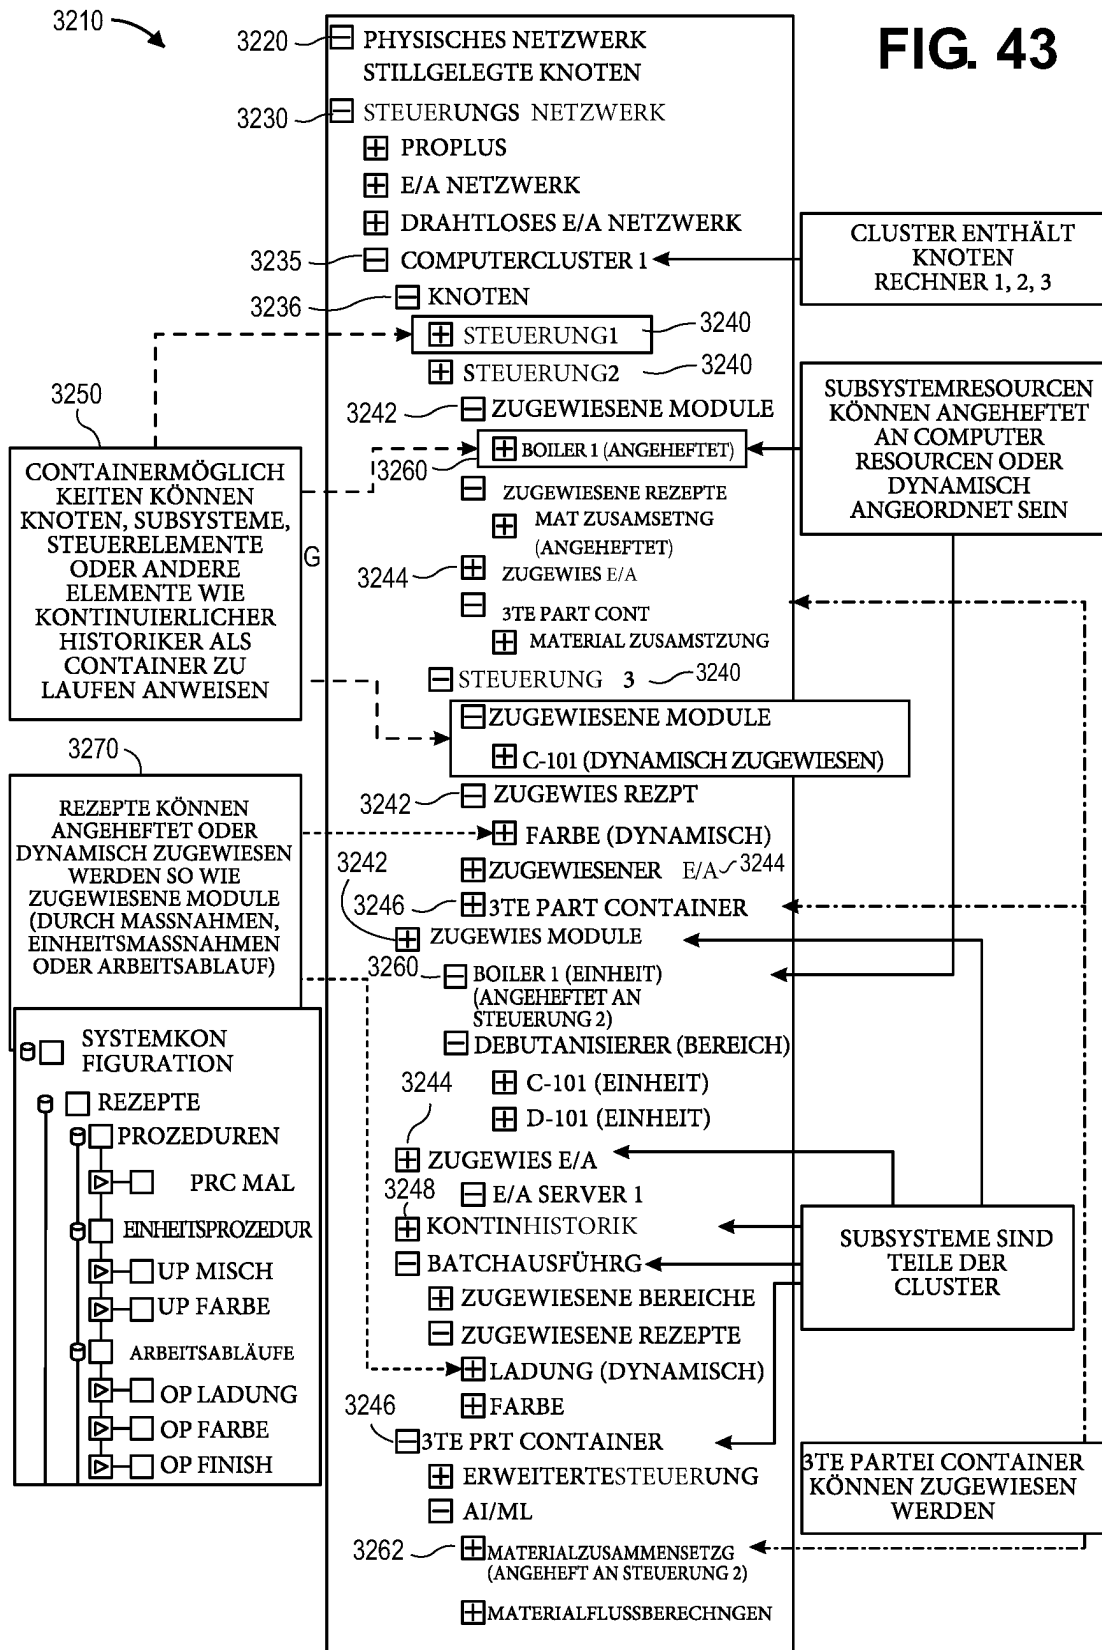 3210
FIG. 43
3220
PHYSISCHES NETZWERK
STILLGELEGTE KNOTEN
3230
STEUERUNGS NETZWERK
PROPLUS
E/A NETZWERK
DRAHTLOSES E/A NETZWERK
3235
COMPUTERCLUSTER 1
3236
KNOTEN
STEUERUNG1
3240
STEUERUNG2
3240
3242
ZUGEWIESENE MODULE
3260
BOILER 1 (ANGEHEFTET)
ZUGEWIESENE REZEPTE
MAT ZUSAMSETNG
(ANGEHEFTET)
3244
ZUGEWIES E/A
3TE PART CONT
MATERIAL ZUSAMSTZUNG
STEUERUNG 3
3240
ZUGEWIESENE MODULE
C-101 (DYNAMISCH ZUGEWIESEN)
3242
ZUGEWIES REZPT
FARBE (DYNAMISCH)
ZUGEWIESENER E/A
3244
3246
3TE PART CONTAINER
3242
ZUGEWIES MODULE
3260
BOILER 1 (EINHEIT)
(ANGEHEFTET AN
STEUERUNG 2)
DEBUTANISIERER (BEREICH)
C-101 (EINHEIT)
D-101 (EINHEIT)
3244
ZUGEWIES E/A
E/A SERVER 1
3248
KONTINHISTORIK
BATCHAUSFÜHRG
ZUGEWIESENE BEREICHE
ZUGEWIESENE REZEPTE
LADUNG (DYNAMISCH)
FARBE
3246
3TE PRT CONTAINER
ERWEITERTESTEUERUNG
AI/ML
3262
MATERIALZUSAMMENSETZG
(ANGEHEFT AN STEUERUNG 2)
MATERIALFLUSSBERECHNGEN
CLUSTER ENTHÄLT
KNOTEN
RECHNER 1, 2, 3
SUBSYSTEMRESOURCEN
KÖNNEN ANGEHEFTET
AN COMPUTER
RESOURCEN ODER
DYNAMISCH
ANGEORDNET SEIN
SUBSYSTEME SIND
TEILE DER
CLUSTER
3TE PARTEI CONTAINER
KÖNNEN ZUGEWIESEN
WERDEN
3250
CONTAINERMÖGLICH
KEITEN KÖNNEN
KNOTEN, SUBSYSTEME,
STEUERELEMENTE
ODER ANDERE
ELEMENTE WIE
KONTINUIERLICHER
HISTORIKER ALS
CONTAINER ZU
LAUFEN ANWEISEN
G
3270
REZEPTE KÖNNEN
ANGEHEFTET ODER
DYNAMISCH ZUGEWIESEN
WERDEN SO WIE
ZUGEWIESENE MODULE
(DURCH MASSNAHMEN,
EINHEITSMASSNAHMEN
ODER ARBEITSABLAUF)
SYSTEMKON
FIGURATION
REZEPTE
PROZEDUREN
PRC MAL
EINHEITSPROZEDUR
UP MISCH
UP FARBE
ARBEITSABLÄUFE
OP LADUNG
OP FARBE
OP FINISH